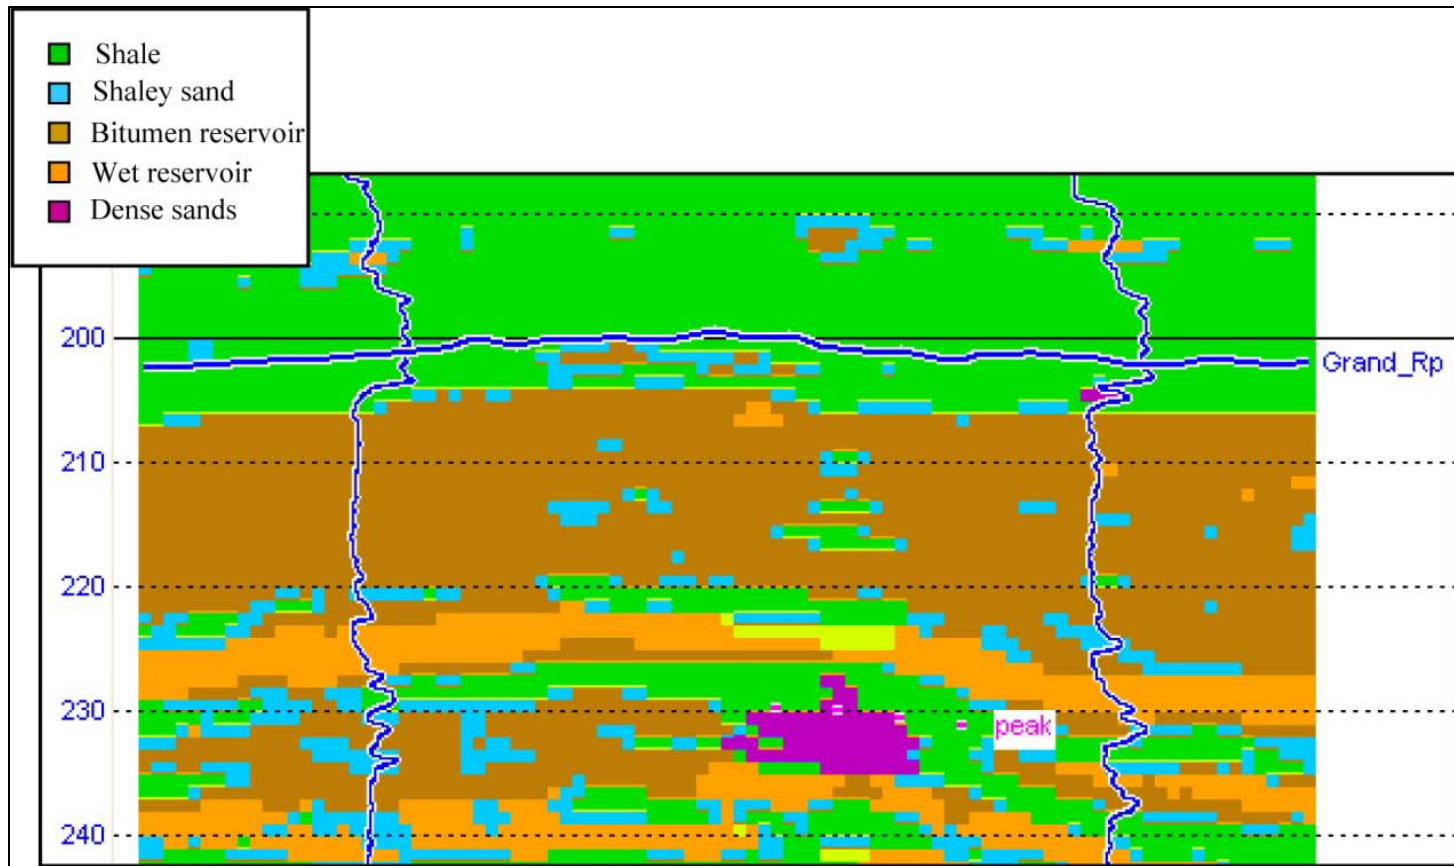 Shale
Shaley sand
Bitumen reservoir
Wet reservoir
Dense sands
200
Grand_Rp
210
220
230
peak
240